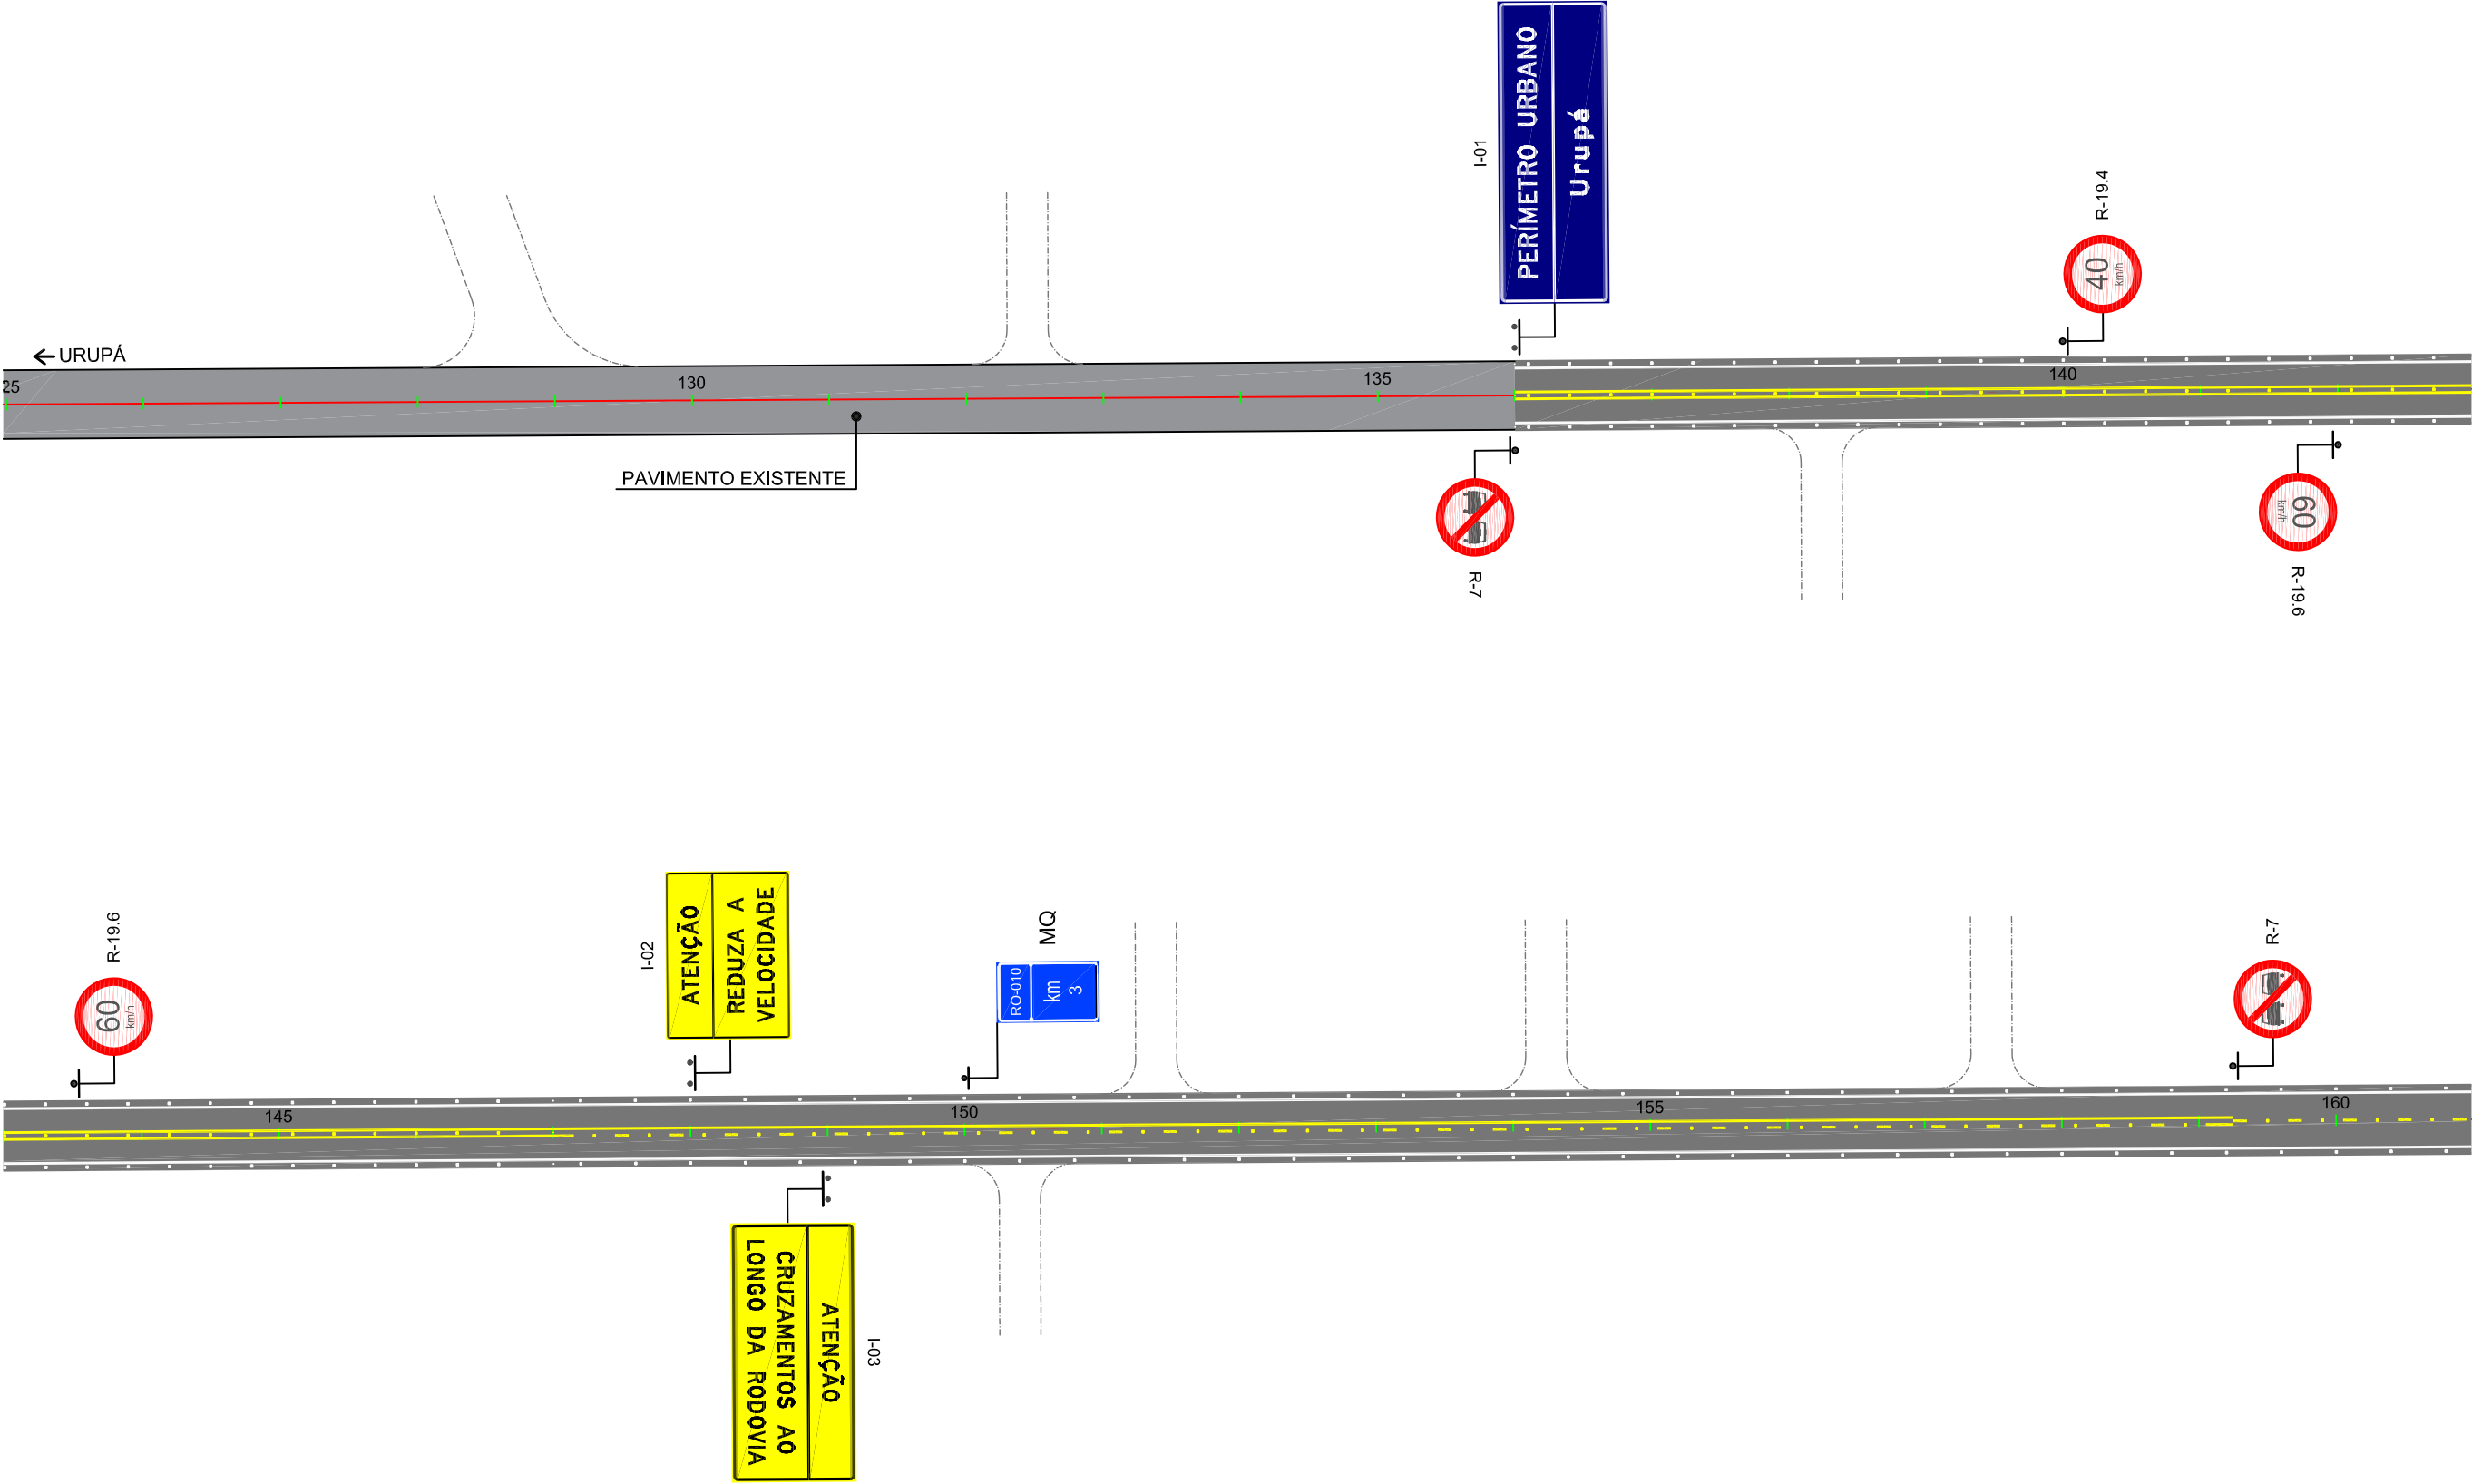 I-01
PERÍMETRO URBANO
Urupá
R-19.4
40
km/h
← URUPÁ
25
130
135
140
PAVIMENTO EXISTENTE
R-7
60
km/h
R-19.6
R-19.6
60
km/h
I-02
ATENÇÃO
REDUZA A
VELOCIDADE
MQ
RO-010
km
3
R-7
145
150
155
160
ATENÇÃO
CRUZAMENTOS AO
LONGO DA RODOVIA
I-03